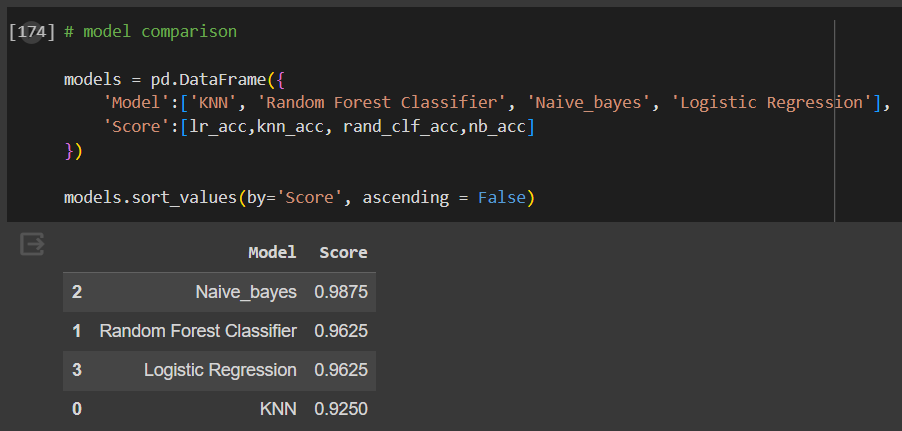 [174] # model comparison
models = pd.DataFrame({
'Model':['KNN', 'Random Forest Classifier', 'Naive_bayes', 'Logistic Regression'],
'Score':[lr_acc,knn_acc, rand_clf_acc,nb_acc]
})
models.sort_values(by='Score', ascending = False)
Model Score
2 Naive_bayes 0.9875
1 Random Forest Classifier 0.9625
3 Logistic Regression 0.9625
0 KNN 0.9250